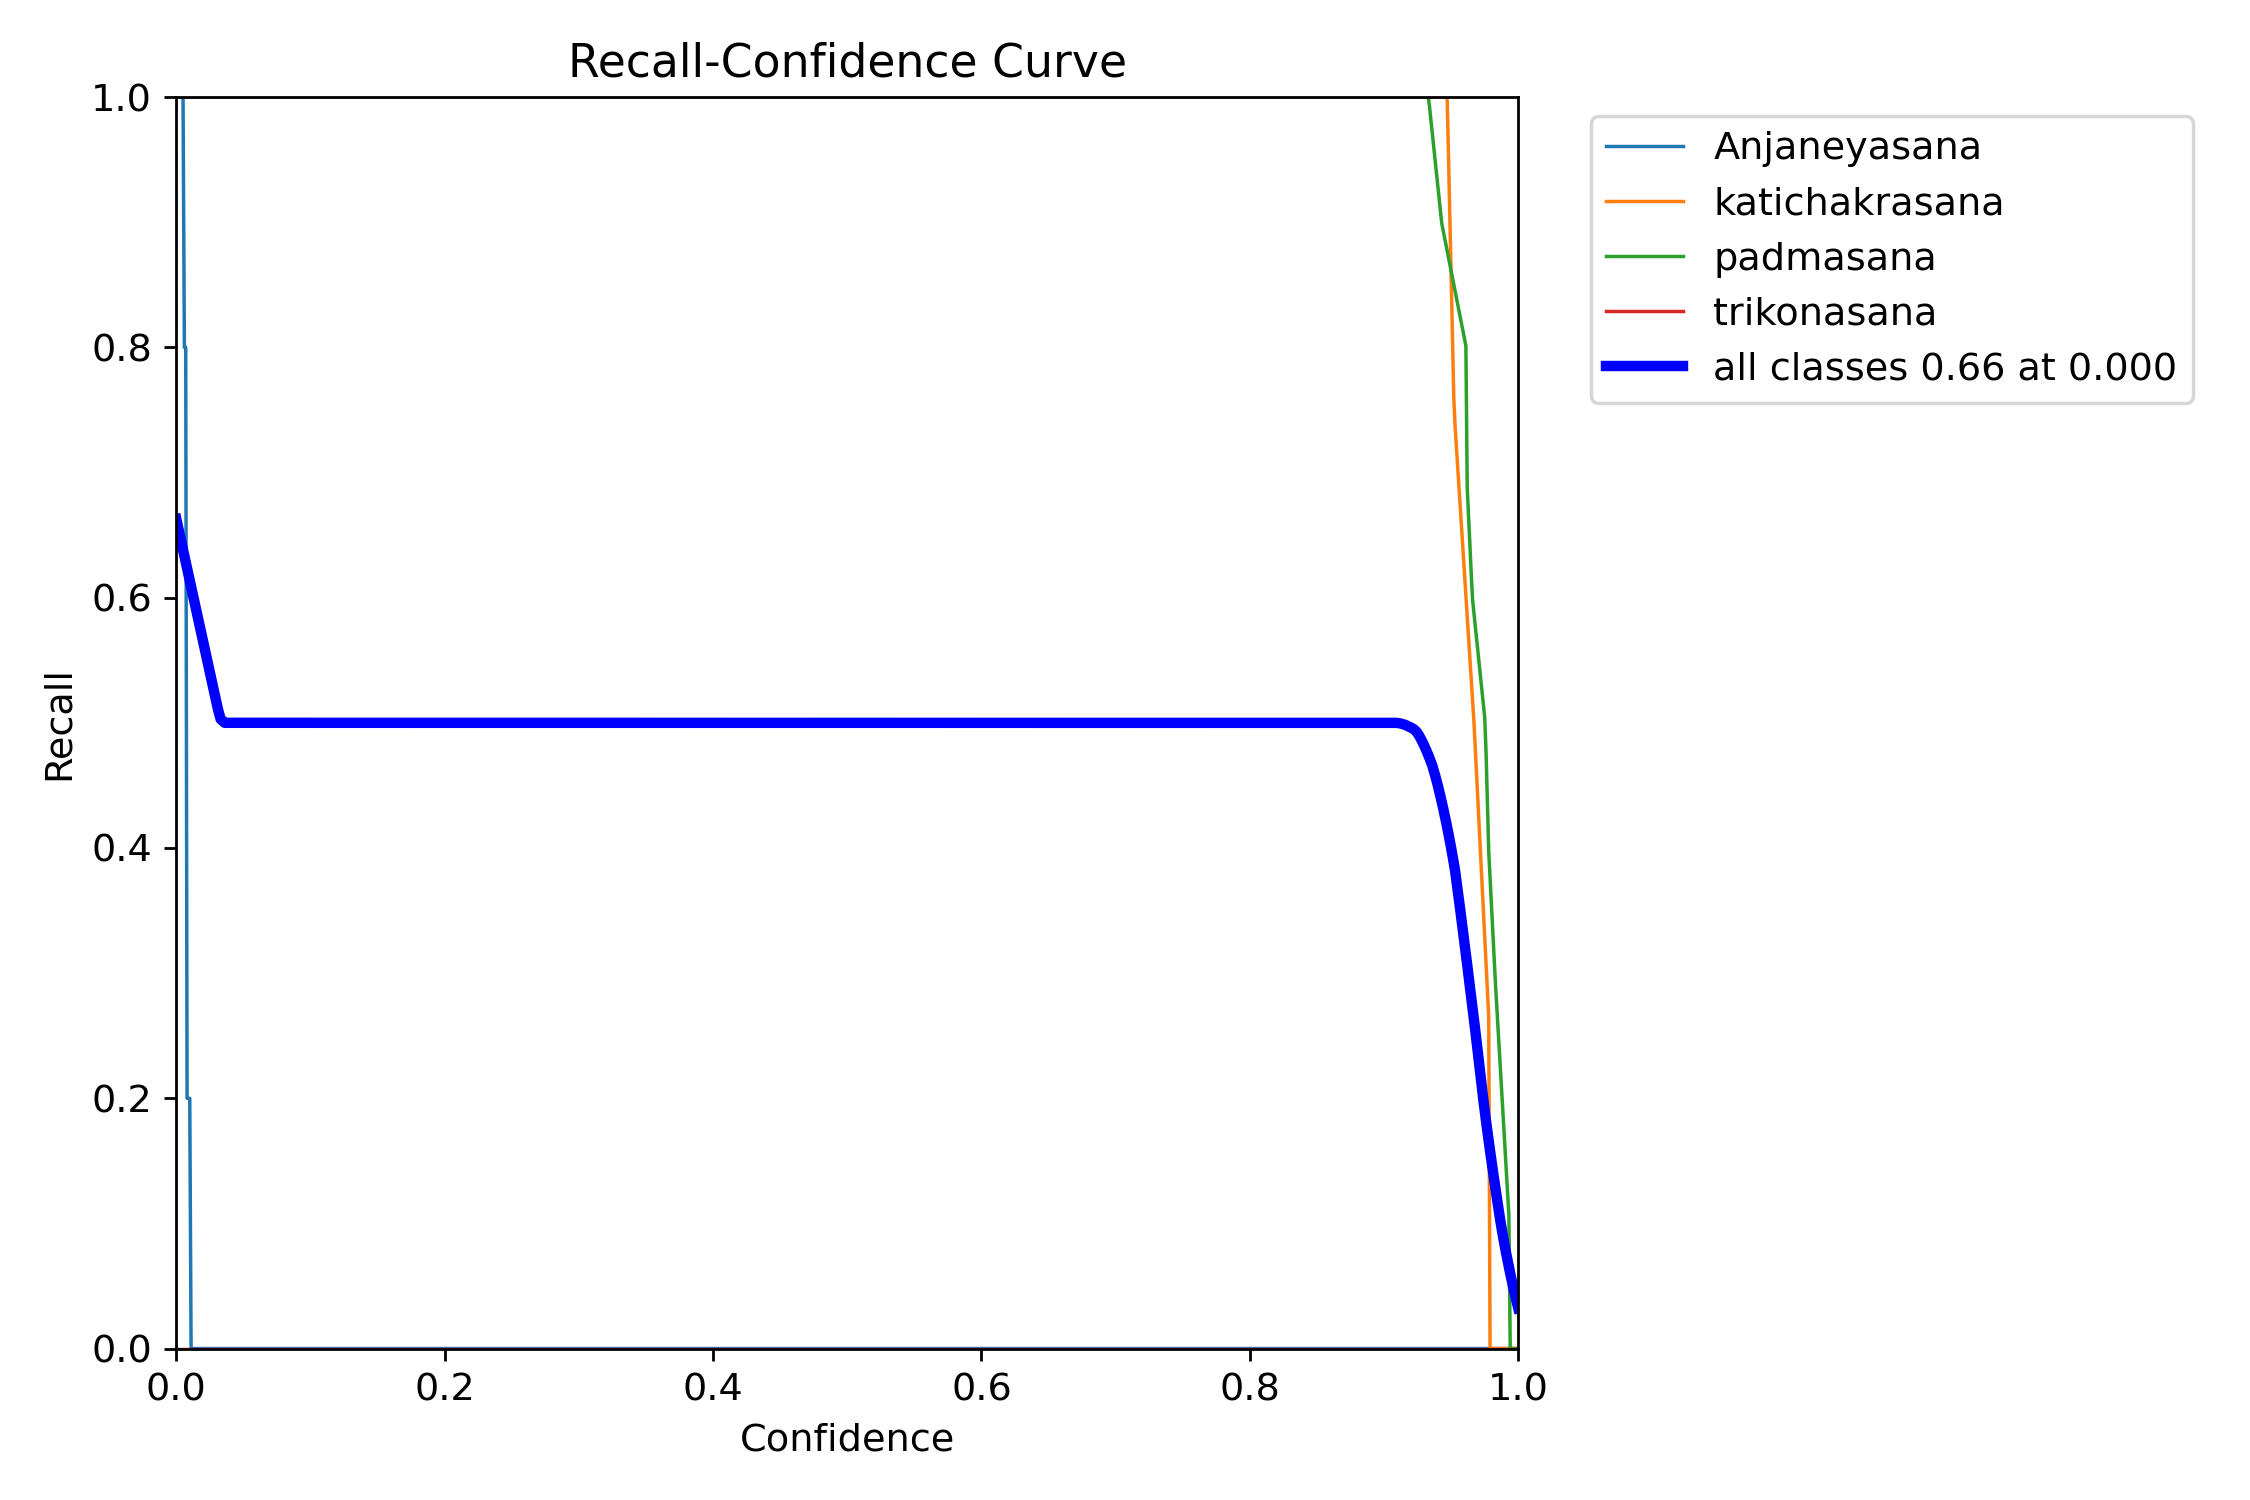 Recall-Confidence Curve
1.0
0.8
0.6
0.4
0.2
0.0
Recall
0.0 0.2 0.4 0.6 0.8 1.0
Confidence
Anjaneyasana
katichakrasana
padmasana
trikonasana
all classes 0.66 at 0.000